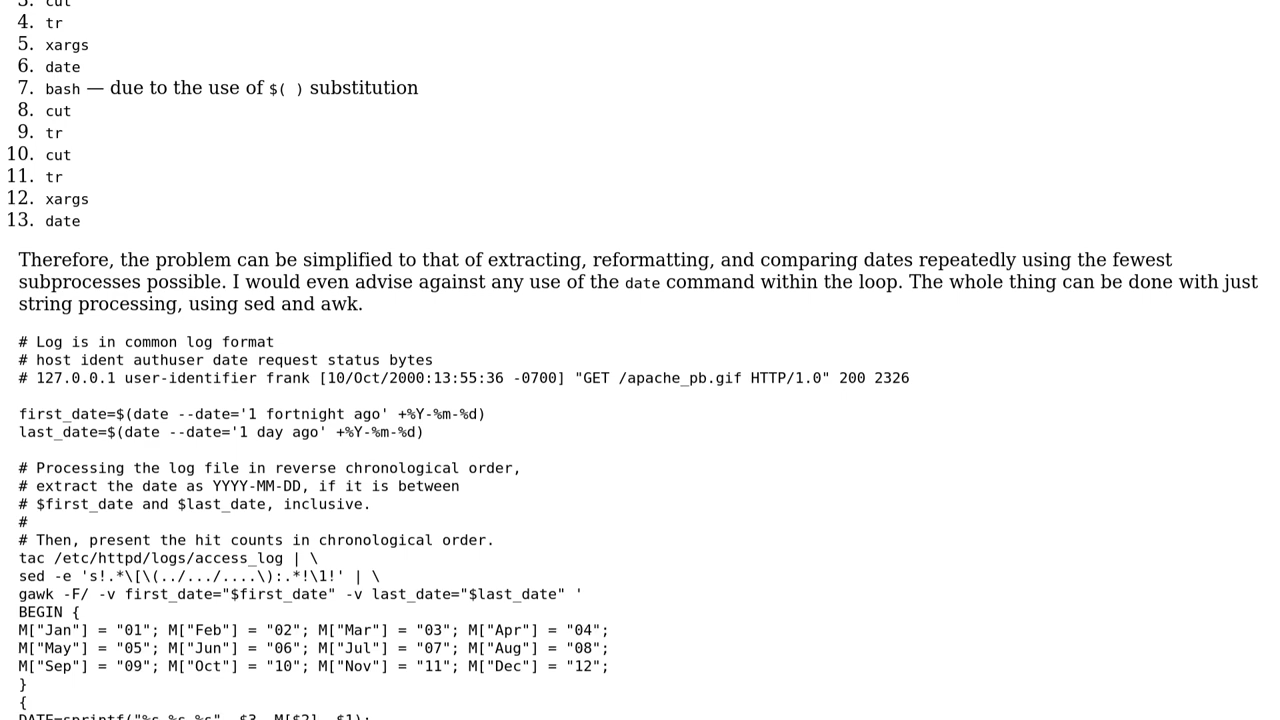 3. cut
4. tr
5. xargs
6. date
7. bash — due to the use of $( ) substitution
8. cut
9. tr
10. cut
11. tr
12. xargs
13. date
Therefore, the problem can be simplified to that of extracting, reformatting, and comparing dates repeatedly using the fewest
subprocesses possible. I would even advise against any use of the date command within the loop. The whole thing can be done with just
string processing, using sed and awk.
# Log is in common log format
# host ident authuser date request status bytes
# 127.0.0.1 user-identifier frank [10/Oct/2000:13:55:36 -0700] "GET /apache_pb.gif HTTP/1.0" 200 2326
first_date=$(date --date='1 fortnight ago' +%Y-%m-%d)
last_date=$(date --date='1 day ago' +%Y-%m-%d)
# Processing the log file in reverse chronological order,
# extract the date as YYYY-MM-DD, if it is between
# $first_date and $last_date, inclusive.
#
# Then, present the hit counts in chronological order.
tac /etc/httpd/logs/access_log | \
sed -e 's!.*\[\(../.../....\):.*!\1!' | \
gawk -F/ -v first_date="$first_date" -v last_date="$last_date" '
BEGIN {
M["Jan"] = "01"; M["Feb"] = "02"; M["Mar"] = "03"; M["Apr"] = "04";
M["May"] = "05"; M["Jun"] = "06"; M["Jul"] = "07"; M["Aug"] = "08";
M["Sep"] = "09"; M["Oct"] = "10"; M["Nov"] = "11"; M["Dec"] = "12";
}
{
DATE=sprintf("%s-%s-%s", $3, M[$2], $1);